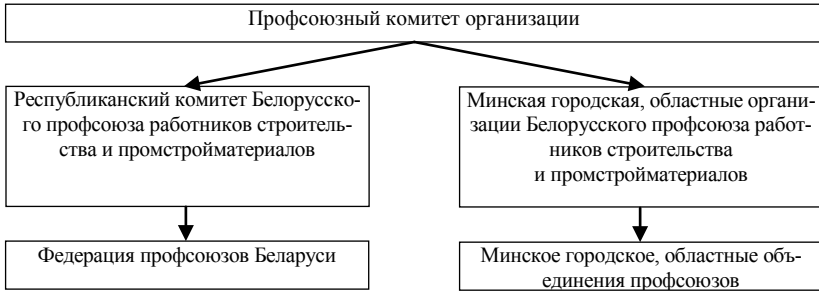 Профсоюзный комитет организации
Республиканский комитет Белорусско-
го профсоюза работников строитель-
ства и промстройматериалов
Минская городская, областные органи-
зации Белорусского профсоюза работ-
ников строительства
и промстройматериалов
Федерация профсоюзов Беларуси
Минское городское, областные объ-
единения профсоюзов